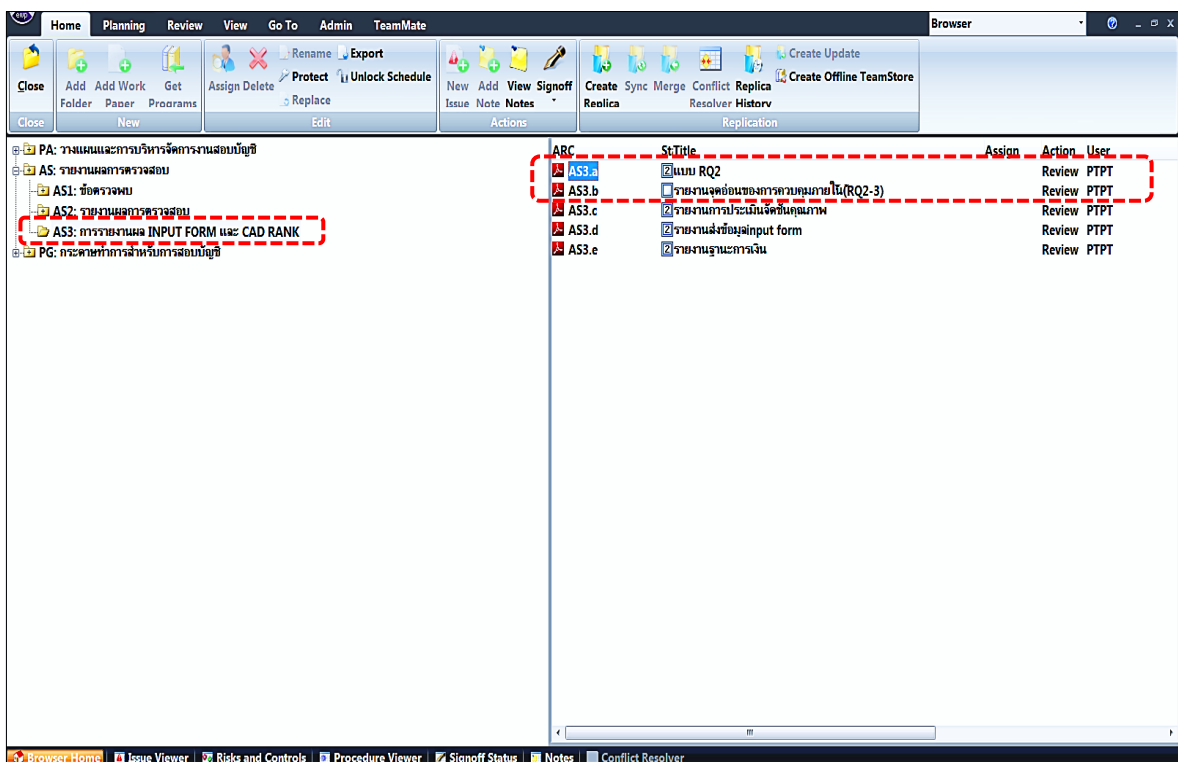 Home Planning Review View Go To Admin TeamMate Browser
Rename Export
Close Add Folder Add Work Paper Get Programs Assign Delete Protect Unlock Schedule New Issue Add Note View Notes Signoff Create Replica Sync Merge Conflict Resolver Replica History Create Update
Replace Create Offline TeamStore
Close New Edit Actions Replication
PA: วางแผนและการบริหารจัดการงานสอบบัญชี
AS: รายงานผลการตรวจสอบ
AS1: ข้อตรวจพบ
AS2: รายงานผลการตรวจสอบ
AS3: การรายงานผล INPUT FORM และ CAD RANK
PG: กระดาษทำการสำหรับการสอบบัญชี
ARC St Title Assign Action User
AS3.a 2 แบบ RQ2 Review PTPT
AS3.b รายงานจุดอ่อนของการควบคุมภายใน(RQ2-3) Review PTPT
AS3.c 2 รายงานการประเมินจัดชั้นคุณภาพ Review PTPT
AS3.d 2 รายงานส่งข้อมูลinput form Review PTPT
AS3.e 2 รายงานฐานะการเงิน Review PTPT
Browser Home Issue Viewer Risks and Controls Procedure Viewer Signoff Status Notes Conflict Resolver